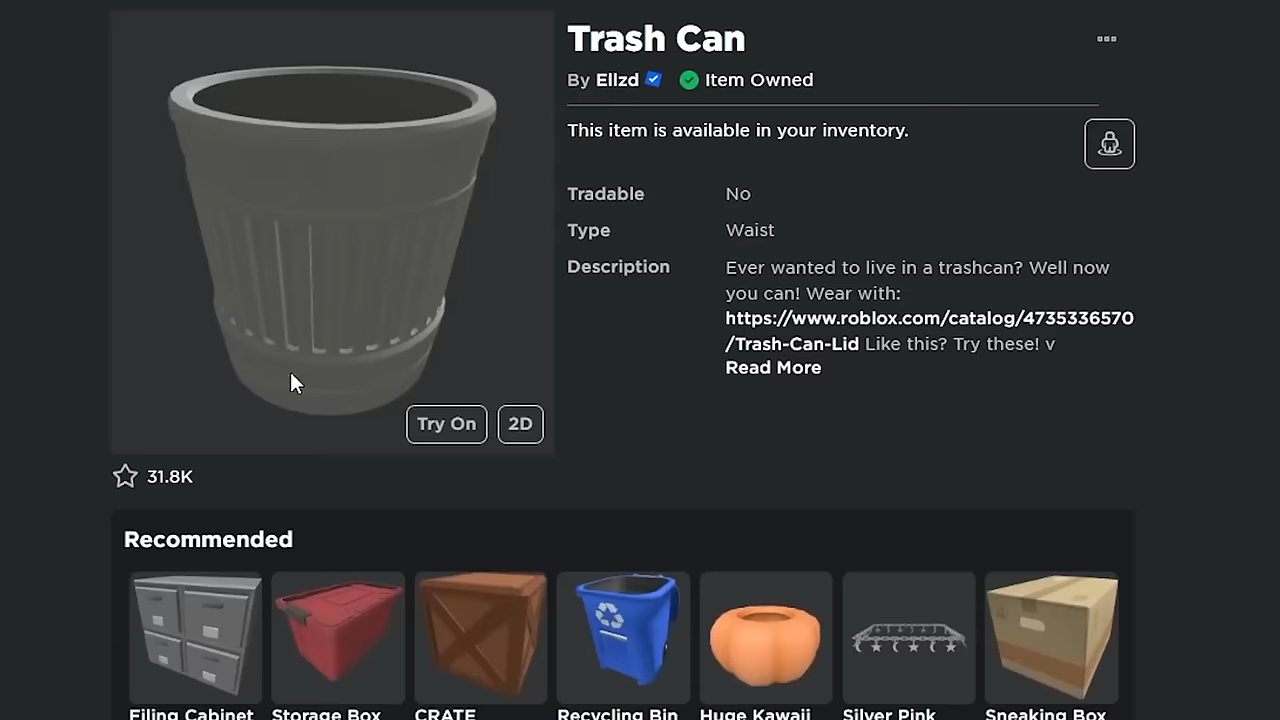 Trash Can
By Ellzd Item Owned
This item is available in your inventory.
Tradable No
Type Waist
Description Ever wanted to live in a trashcan? Well now
you can! Wear with:
https://www.roblox.com/catalog/4735336570
/Trash-Can-Lid Like this? Try these! v
Read More
Try On 2D
31.8K
Recommended
Filing Cabinet Storage Box CRATE Recycling Bin Huge Kawaii Silver Pink Sneaking Box